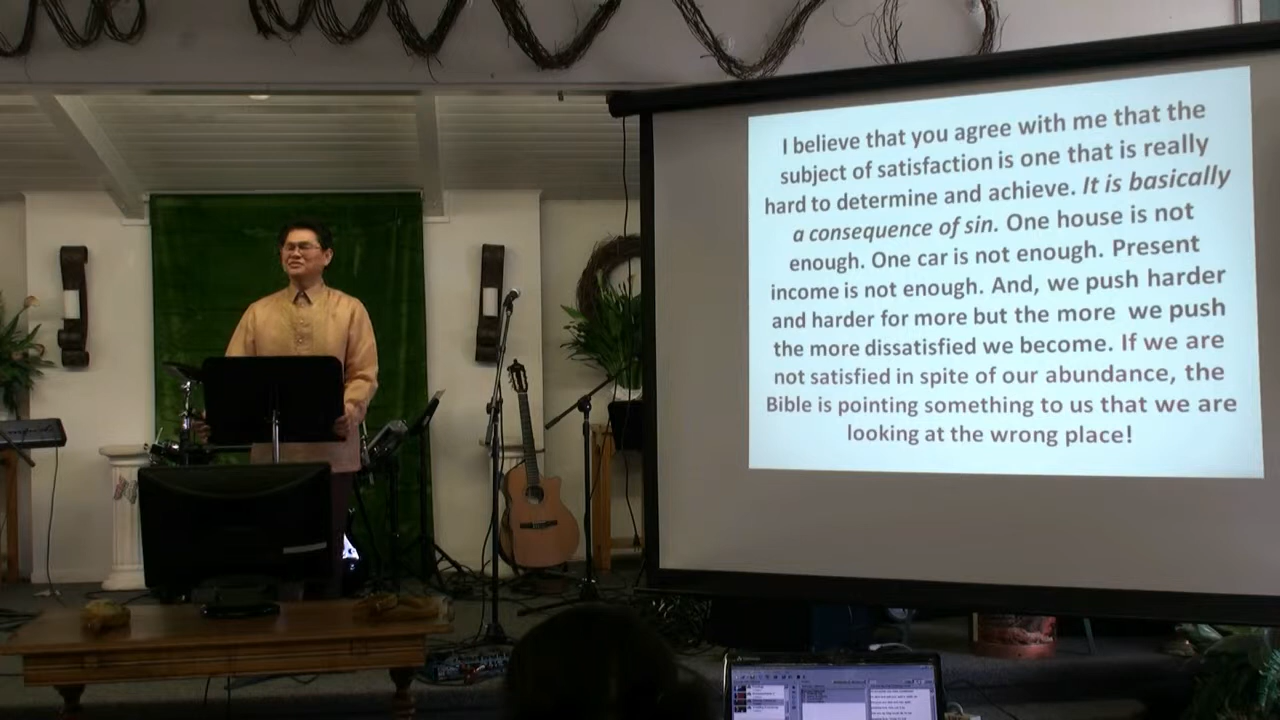 I believe that you agree with me that the
subject of satisfaction is one that is really
hard to determine and achieve. It is basically
a consequence of sin. One house is not
enough. One car is not enough. Present
income is not enough. And, we push harder
and harder for more but the more we push
the more dissatisfied we become. If we are
not satisfied in spite of our abundance, the
Bible is pointing something to us that we are
looking at the wrong place!